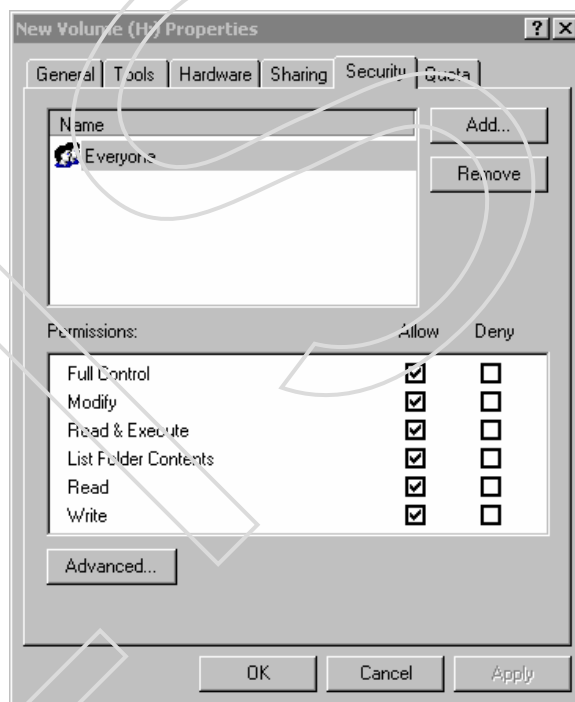 New Volume (H:) Properties
General Tools Hardware Sharing Security Quota
Name
Everyone
Add...
Remove
Permissions: Allow Deny
Full Control
Modify
Read & Execute
List Folder Contents
Read
Write
Advanced...
OK Cancel Apply